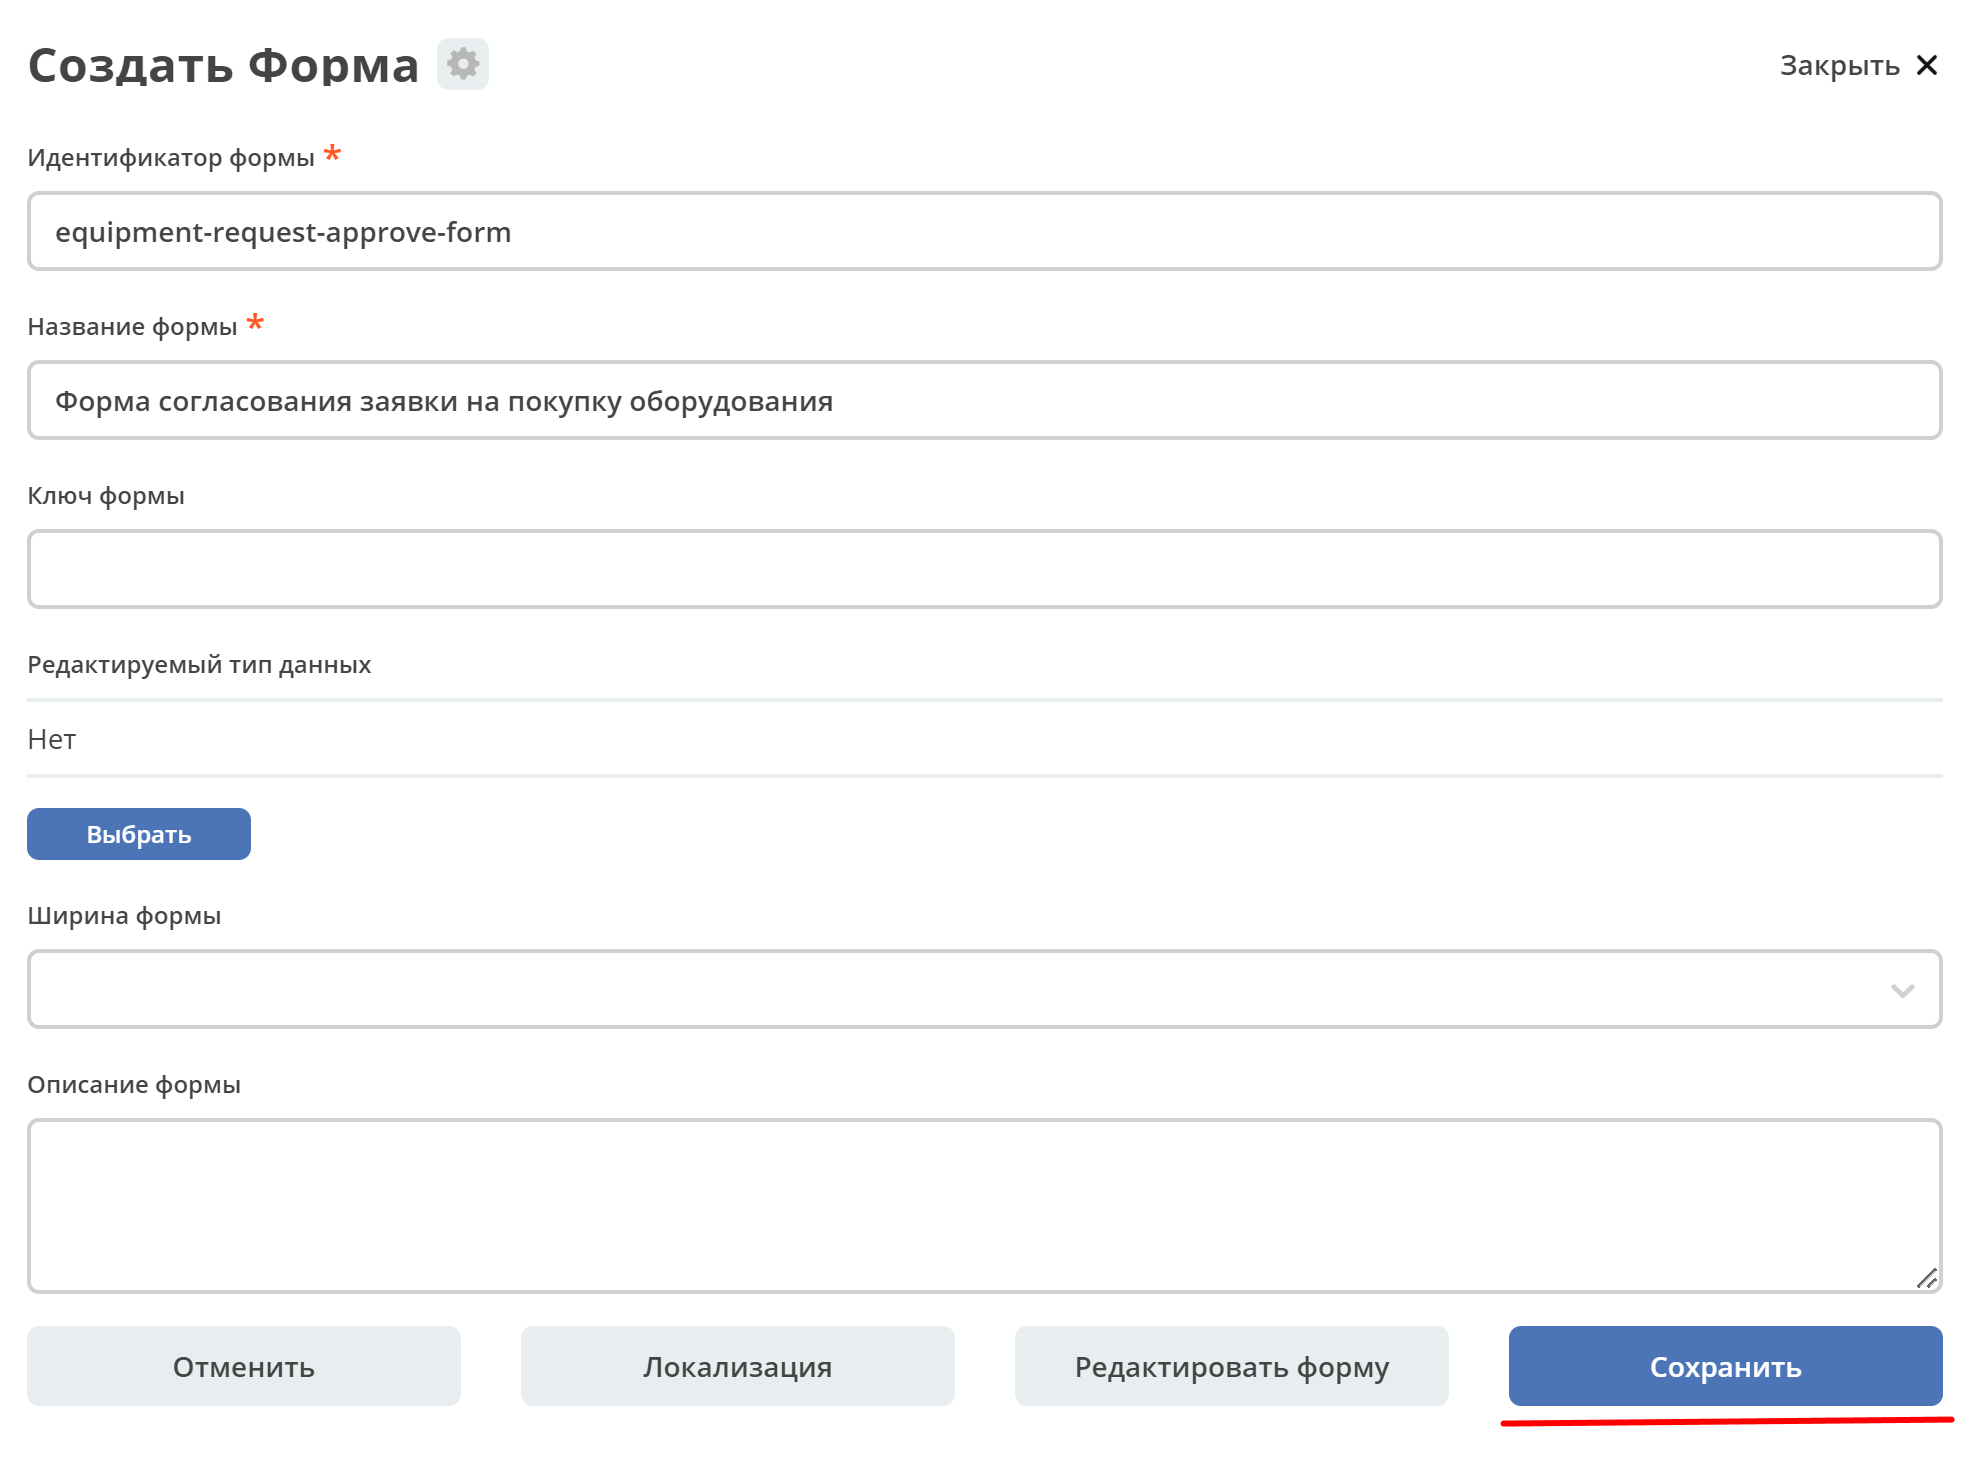 Создать Форма
Закрыть
Идентификатор формы *
equipment-request-approve-form
Название формы *
Форма согласования заявки на покупку оборудования
Ключ формы
Редактируемый тип данных
Нет
Выбрать
Ширина формы
Описание формы
Отменить
Локализация
Редактировать форму
Сохранить